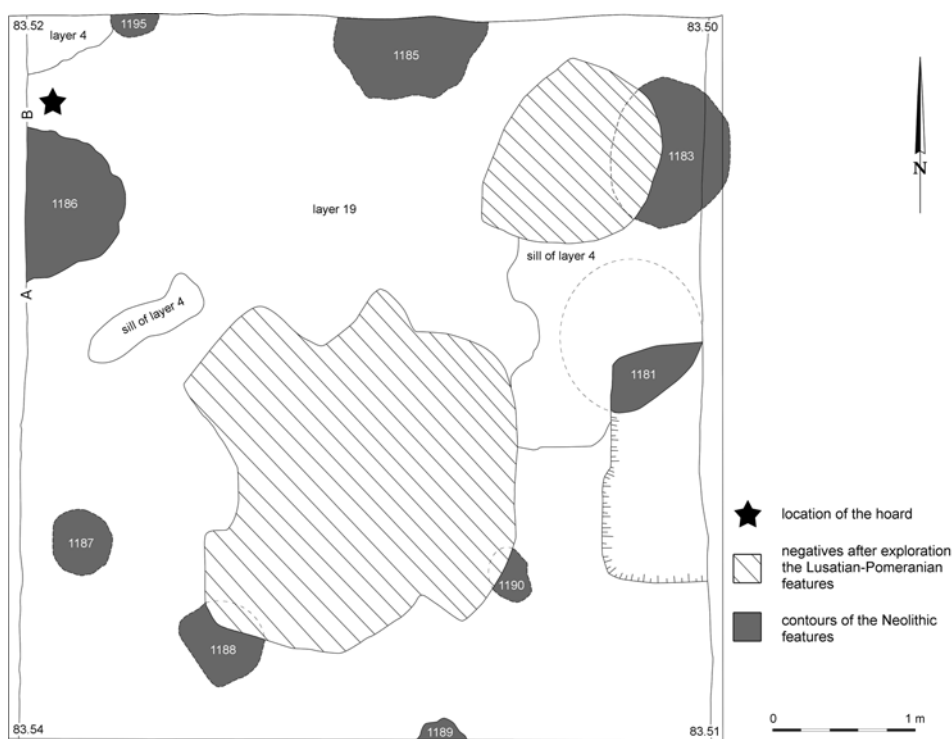 83.52
1195
83.50
layer 4
1185
B
1183
1186
layer 19
sill of layer 4
A
sill of layer 4
1181
1187
1190
1188
83.54
1189
83.51
N
location of the hoard
negatives after exploration
the Lusatian-Pomeranian
features
contours of the Neolithic
features
0
1 m